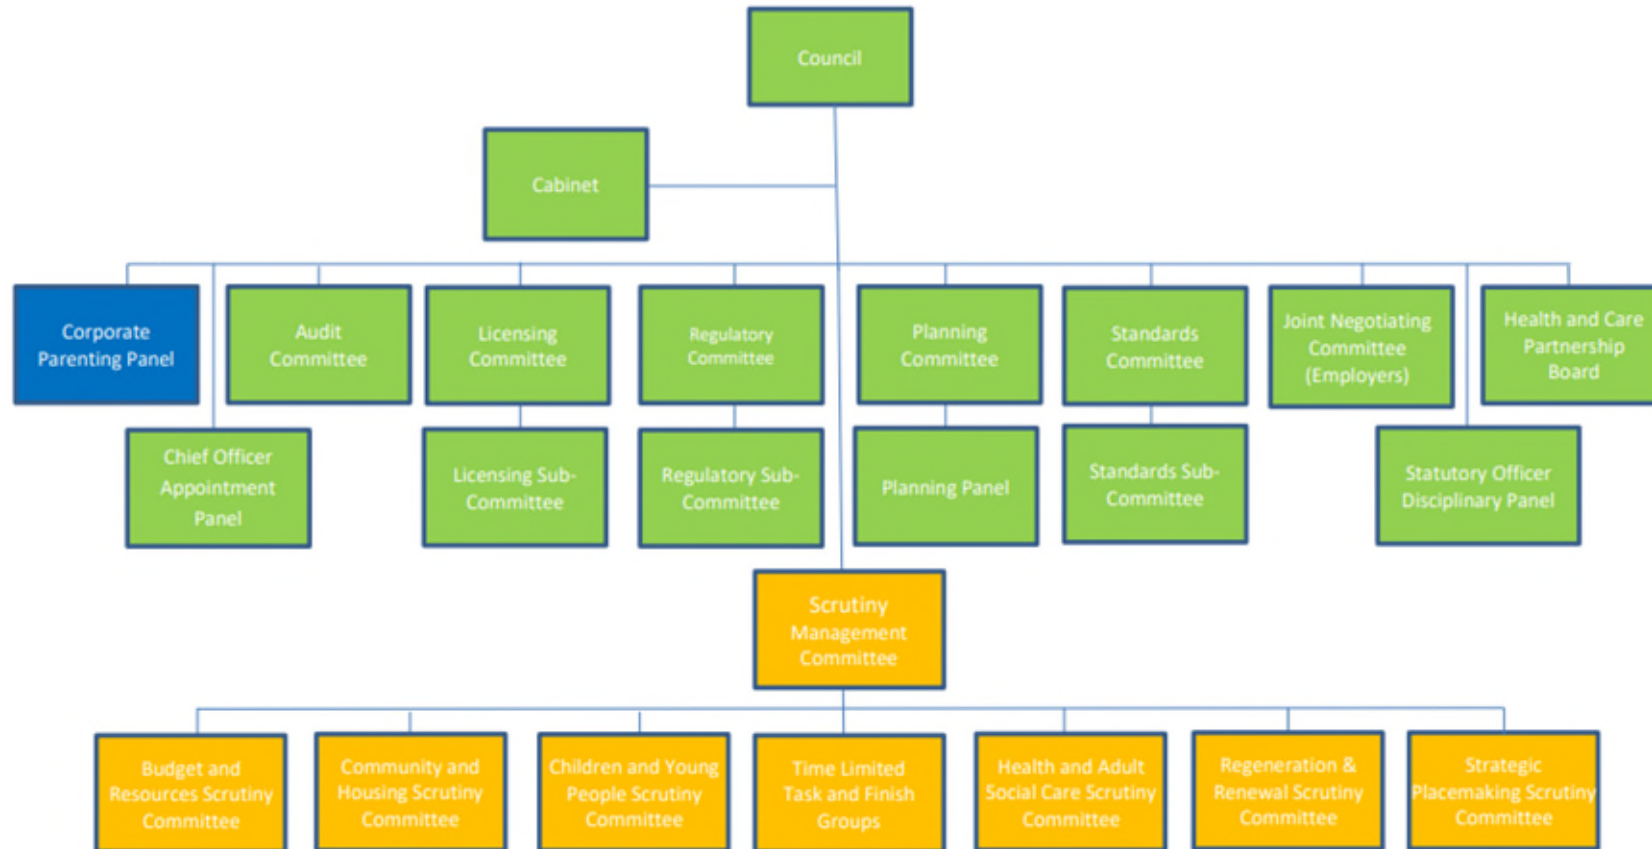 Council
Cabinet
Corporate
Parenting Panel
Audit
Committee
Licensing
Committee
Regulatory
Committee
Planning
Committee
Standards
Committee
Joint Negotiating
Committee
(Employers)
Health and Care
Partnership
Board
Chief Officer
Appointment
Panel
Licensing Sub-
Committee
Regulatory Sub-
Committee
Planning Panel
Standards Sub-
Committee
Statutory Officer
Disciplinary Panel
Scrutiny
Management
Committee
Budget and
Resources Scrutiny
Committee
Community and
Housing Scrutiny
Committee
Children and Young
People Scrutiny
Committee
Time Limited
Task and Finish
Groups
Health and Adult
Social Care Scrutiny
Committee
Regeneration &
Renewal Scrutiny
Committee
Strategic
Placemaking Scrutiny
Committee